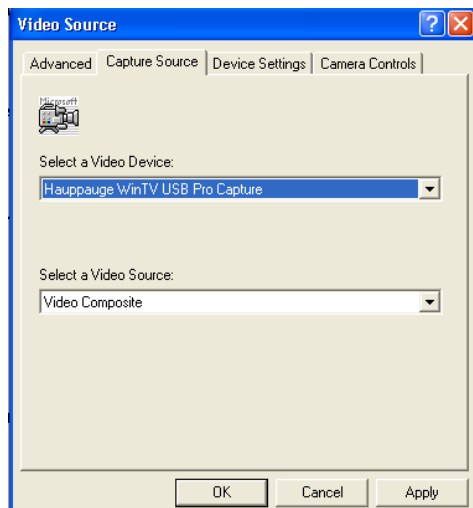 Video Source
Advanced Capture Source Device Settings Camera Controls
Microsoft
Select a Video Device:
Hauppauge WinTV USB Pro Capture
Select a Video Source:
Video Composite
OK Cancel Apply